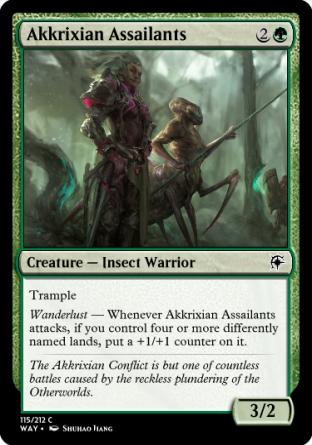 Akkrixian Assailants 2
Creature — Insect Warrior
Trample
Wanderlust — Whenever Akkrixian Assailants
attacks, if you control four or more differently
named lands, put a +1/+1 counter on it.
The Akkrixian Conflict is but one of countless
battles caused by the reckless plundering of the
Otherworlds.
3/2
115/212 C
WAY • Shuhao Jiang